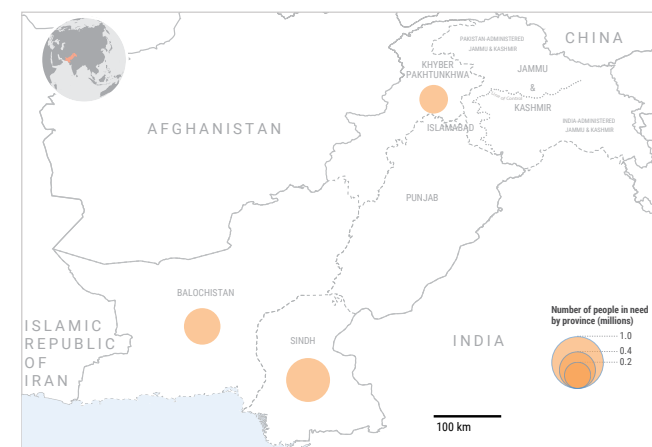 PAKISTAN-ADMINISTERED
JAMMU & KASHMIR
CHINA
KHYBER
PAKHTUNKHWA
JAMMU
&
KASHMIR
AFGHANISTAN
ISLAMABAD
INDIA-ADMINISTERED
JAMMU & KASHMIR
PUNJAB
BALOCHISTAN
ISLAMIC
REPUBLIC
OF
IRAN
SINDH
INDIA
Number of people in need
by province (millions)
1.0
0.4
0.2
100 km